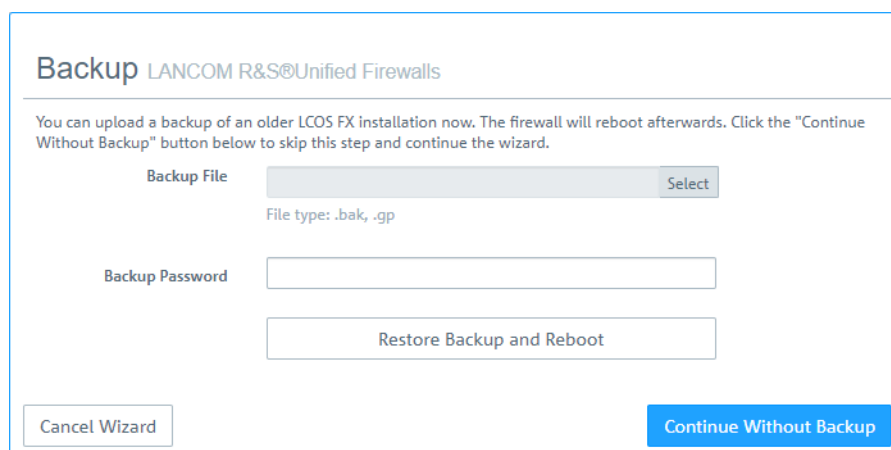 Backup LANCOM R&S®Unified Firewalls
You can upload a backup of an older LCOS FX installation now. The firewall will reboot afterwards. Click the "Continue
Without Backup" button below to skip this step and continue the wizard.
Backup File
Select
File type: .bak, .gp
Backup Password
Restore Backup and Reboot
Cancel Wizard
Continue Without Backup